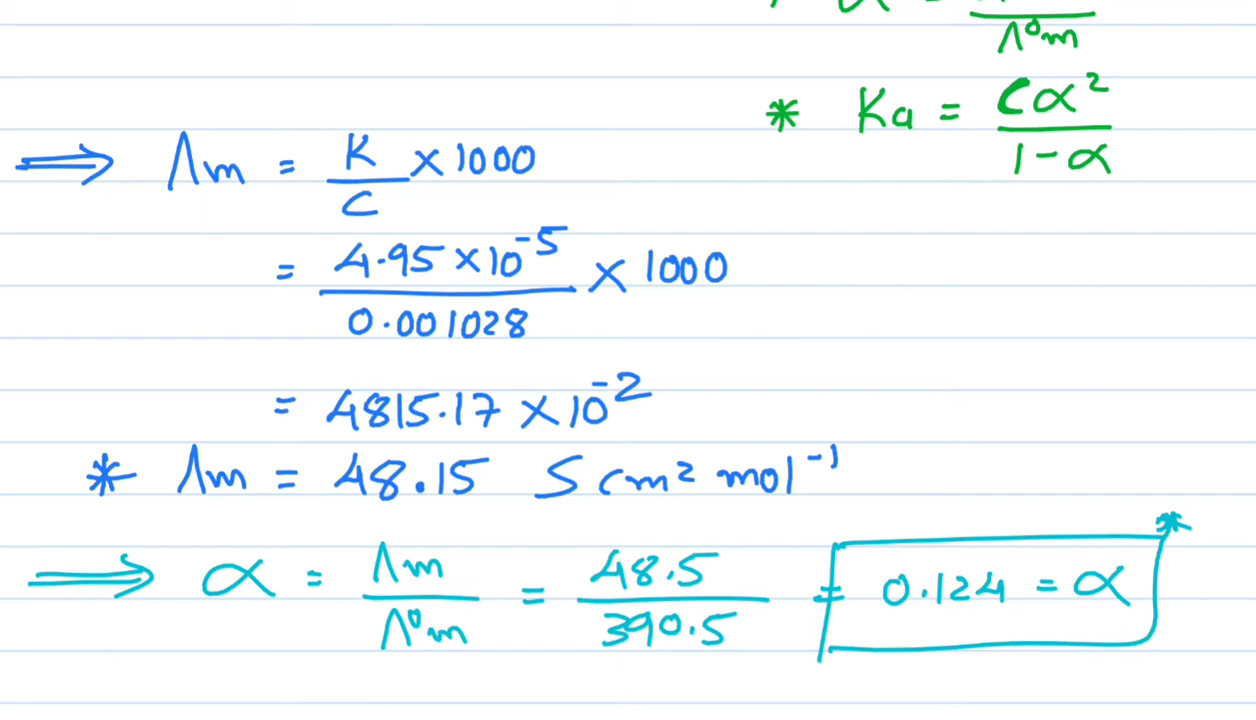 Λ°m
* Ka = Cα² / 1 - α
⟹ Λm = K / C × 1000
= 4.95 × 10⁻⁵ / 0.001028 × 1000
= 4815.17 × 10⁻²
* Λm = 48.15 S cm² mol⁻¹
⟹ α = Λm / Λ°m = 48.5 / 390.5 = 0.124 = α *